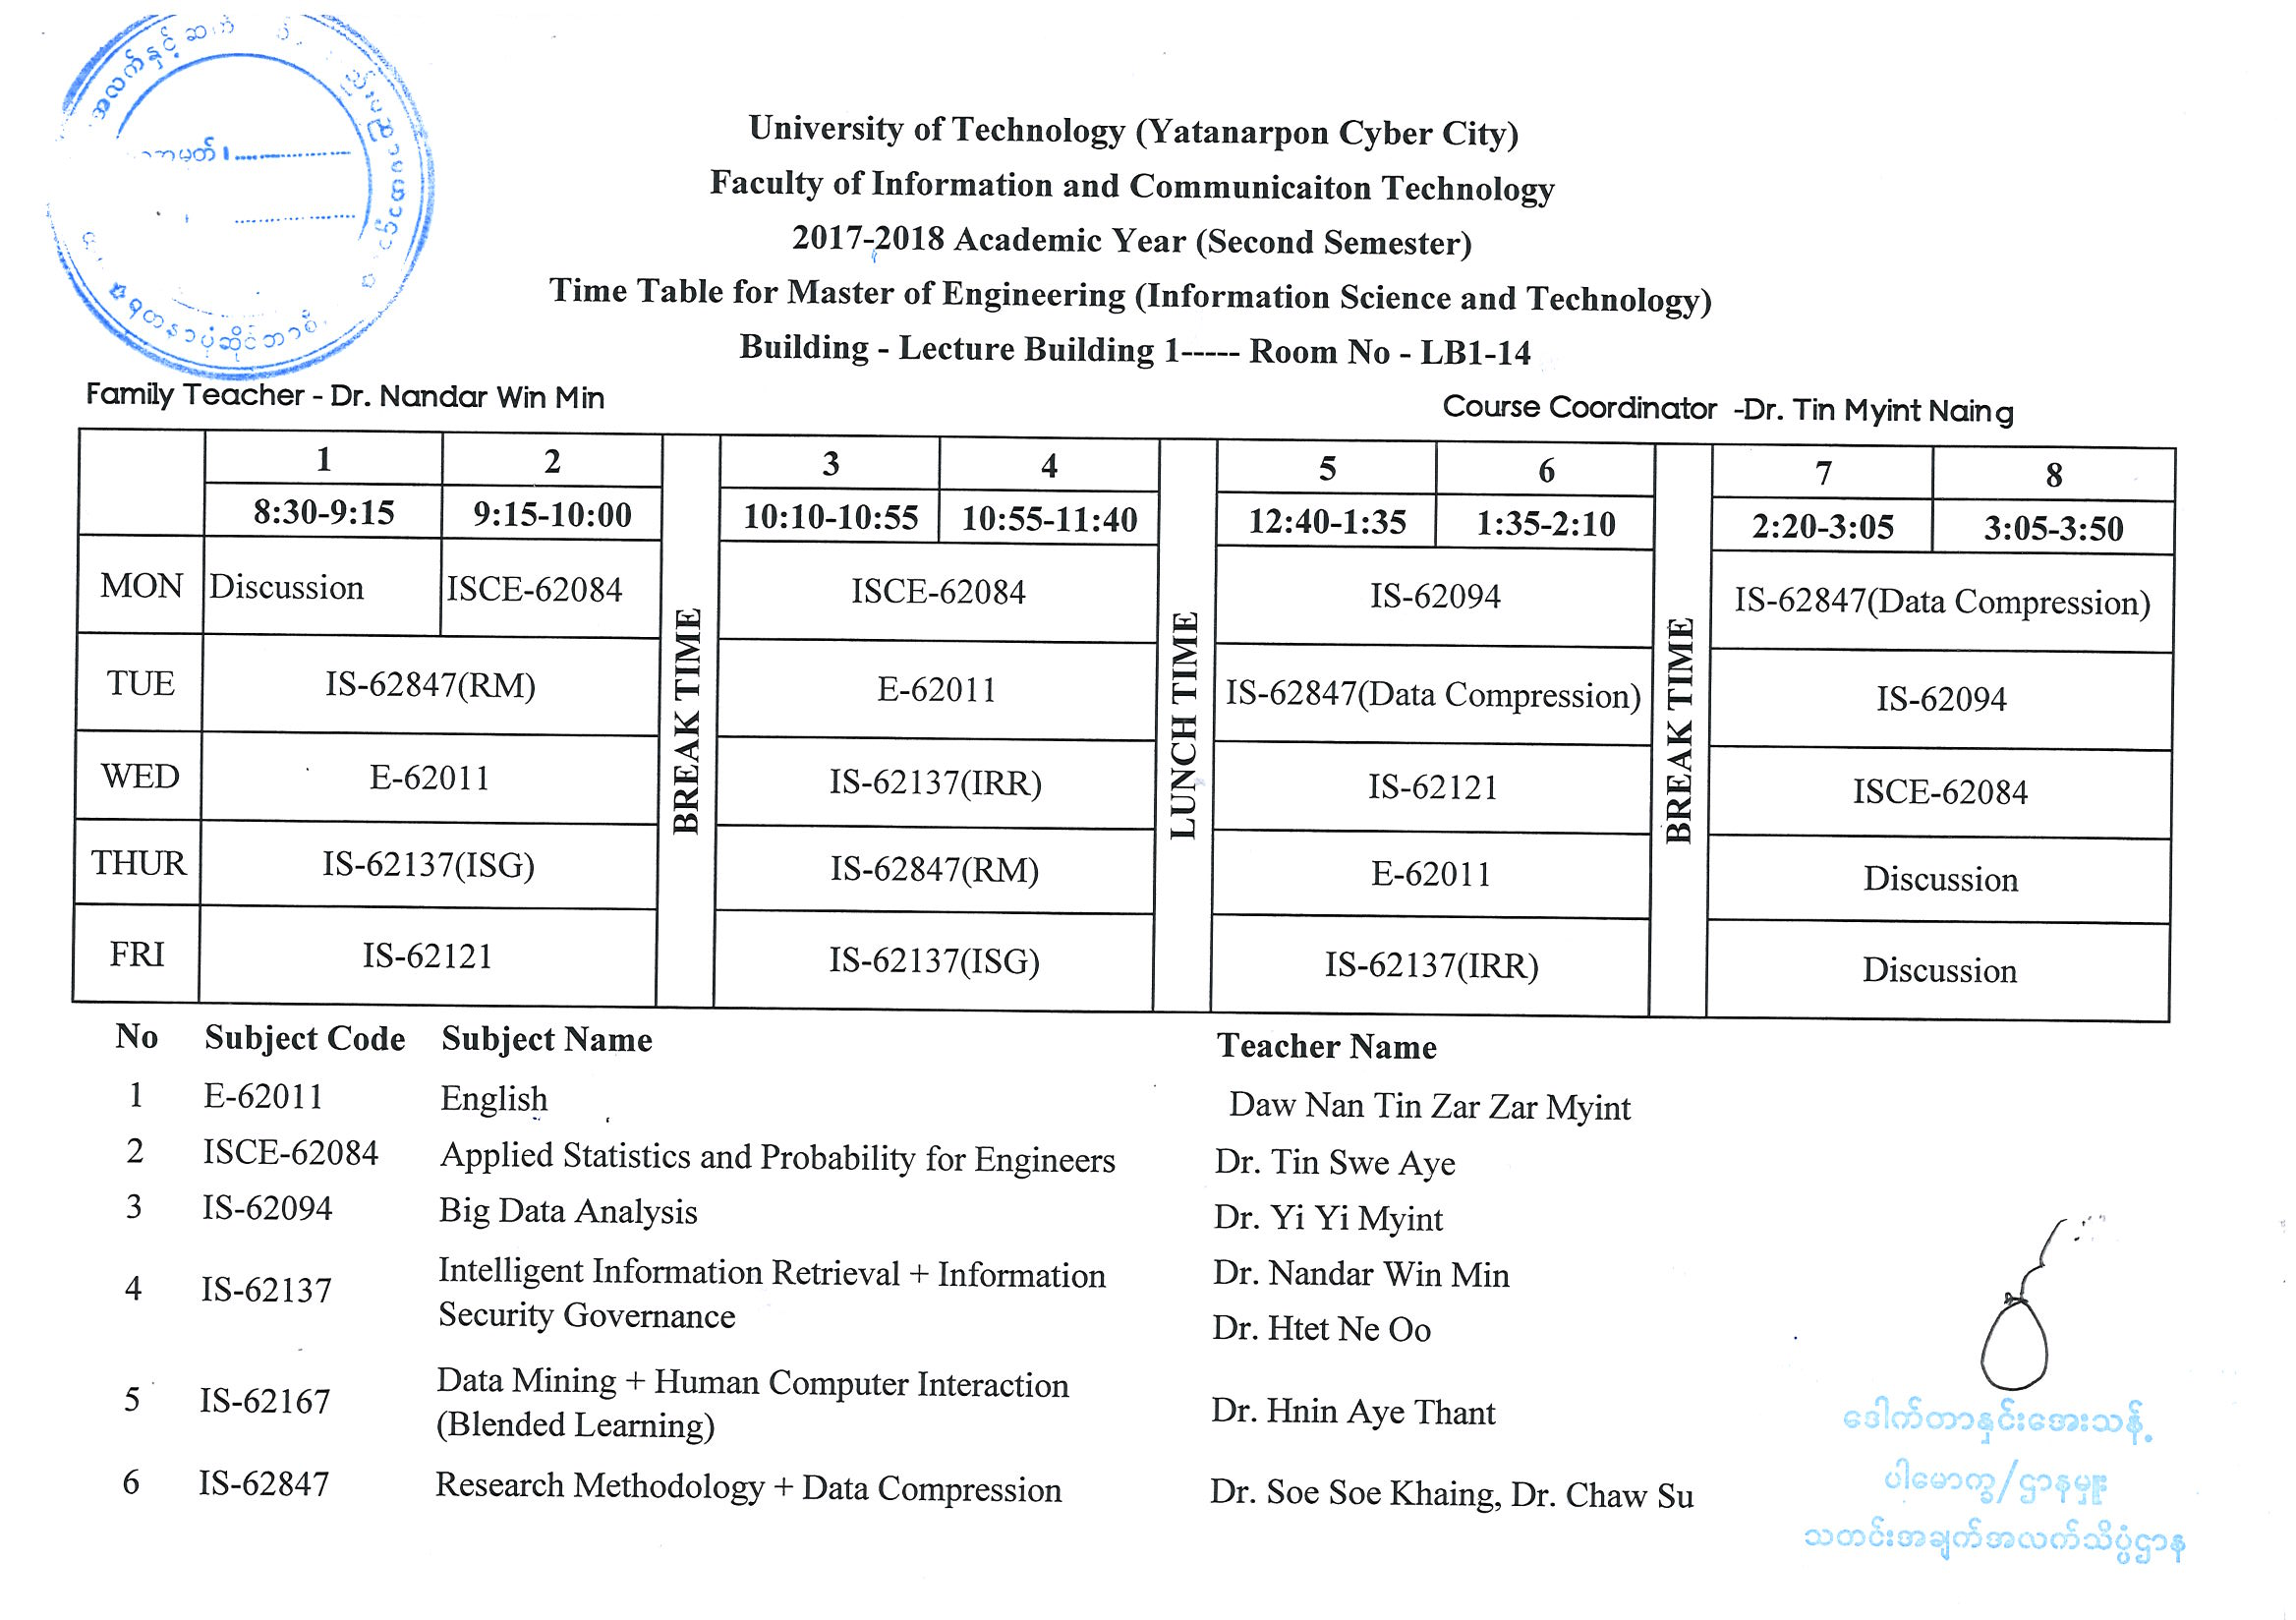 University of Technology (Yatanarpon Cyber City)
Faculty of Information and Communicaiton Technology
2017-2018 Academic Year (Second Semester)
Time Table for Master of Engineering (Information Science and Technology)
Building - Lecture Building 1----- Room No - LB1-14
Family Teacher - Dr. Nandar Win Min
Course Coordinator -Dr. Tin Myint Naing
1 2 3 4 5 6 7 8
8:30-9:15 9:15-10:00 10:10-10:55 10:55-11:40 12:40-1:35 1:35-2:10 2:20-3:05 3:05-3:50
BREAK TIME
LUNCH TIME
BREAK TIME
MON Discussion ISCE-62084 ISCE-62084 IS-62094 IS-62847(Data Compression)
TUE IS-62847(RM) E-62011 IS-62847(Data Compression) IS-62094
WED E-62011 IS-62137(IRR) IS-62121 ISCE-62084
THUR IS-62137(ISG) IS-62847(RM) E-62011 Discussion
FRI IS-62121 IS-62137(ISG) IS-62137(IRR) Discussion
No Subject Code Subject Name Teacher Name
1 E-62011 English Daw Nan Tin Zar Zar Myint
2 ISCE-62084 Applied Statistics and Probability for Engineers Dr. Tin Swe Aye
3 IS-62094 Big Data Analysis Dr. Yi Yi Myint
4 IS-62137 Intelligent Information Retrieval + Information Dr. Nandar Win Min
Security Governance Dr. Htet Ne Oo
5 IS-62167 Data Mining + Human Computer Interaction
(Blended Learning) Dr. Hnin Aye Thant
6 IS-62847 Research Methodology + Data Compression Dr. Soe Soe Khaing, Dr. Chaw Su
ဒေါက်တာနှင်းအေးသန့်
ပါမောက္ခ/ဌာနမှူး
သတင်းအချက်အလက်သိပ္ပံဌာန